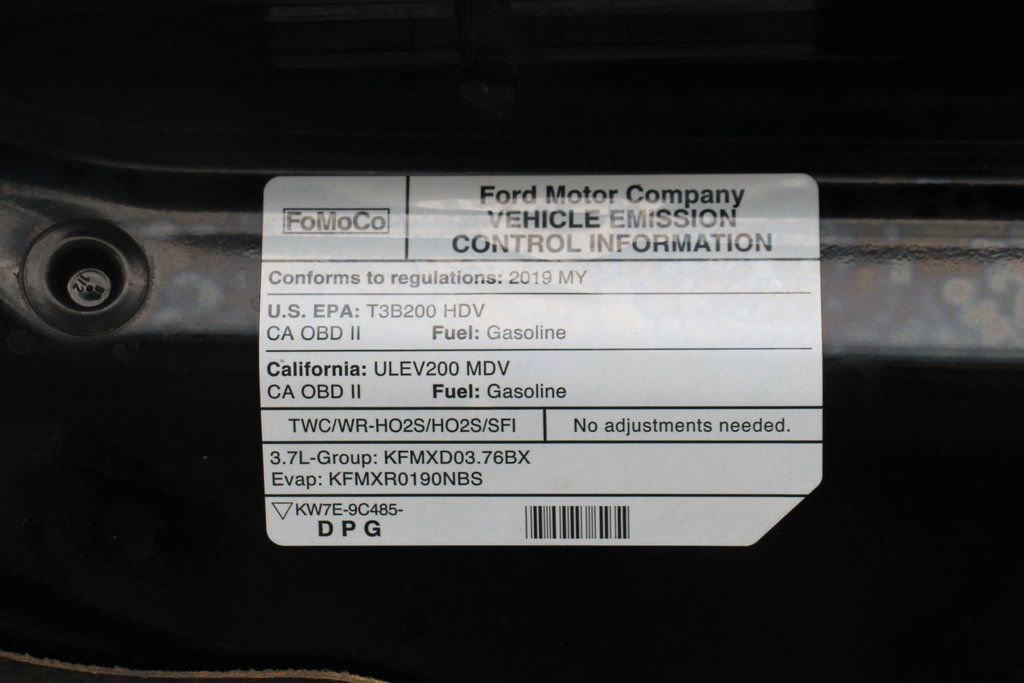 FoMoCo
Ford Motor Company
VEHICLE EMISSION
CONTROL INFORMATION
Conforms to regulations: 2019 MY
U.S. EPA: T3B200 HDV
CA OBD II Fuel: Gasoline
California: ULEV200 MDV
CA OBD II Fuel: Gasoline
TWC/WR-HO2S/HO2S/SFI
No adjustments needed.
3.7L-Group: KFMXD03.76BX
Evap: KFMXR0190NBS
KW7E-9C485-
DPG